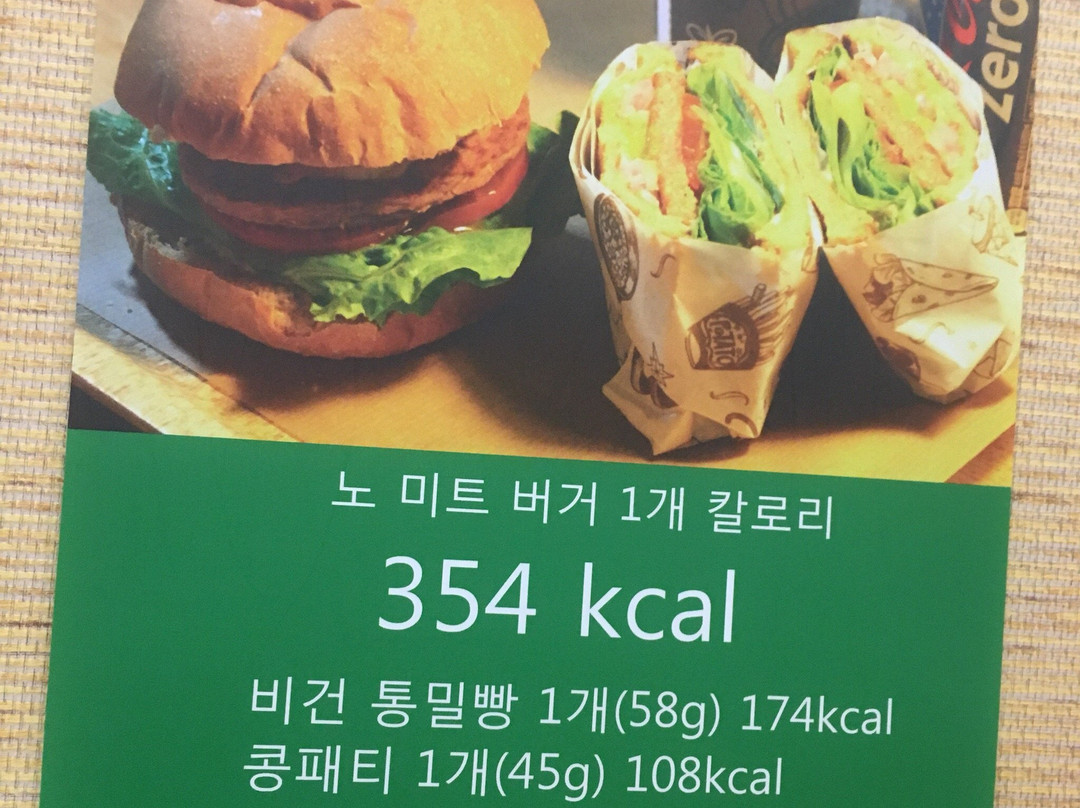 zero
노 미트 버거 1개 칼로리
354 kcal
비건 통밀빵 1개(58g) 174kcal
콩패티 1개(45g) 108kcal